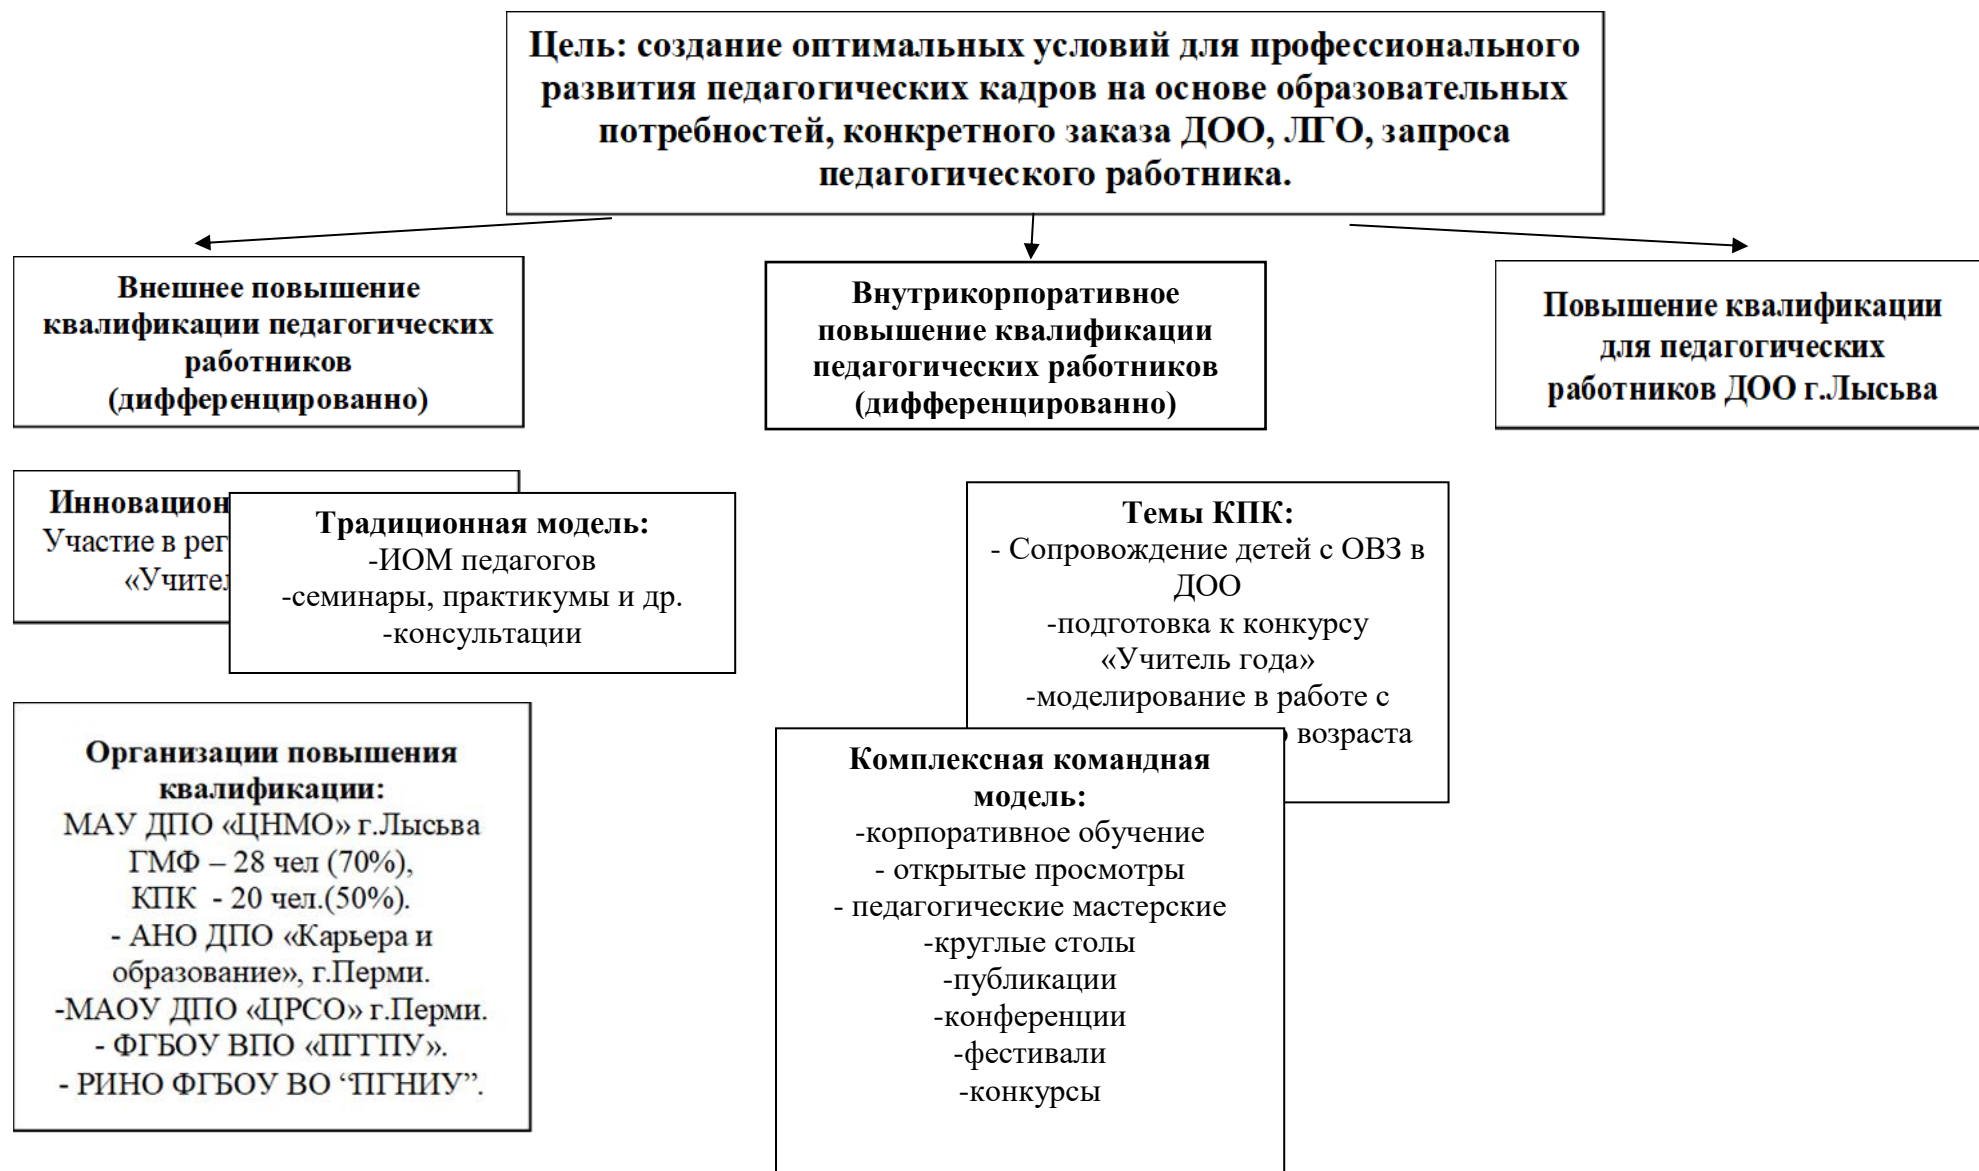 Цель: создание оптимальных условий для профессионального
развития педагогических кадров на основе образовательных
потребностей, конкретного заказа ДОО, ЛГО, запроса
педагогического работника.
Внешнее повышение
квалификации педагогических
работников
(дифференцированно)
Внутрикорпоративное
повышение квалификации
педагогических работников
(дифференцированно)
Повышение квалификации
для педагогических
работников ДОО г.Лысьва
Участие в
Традиционная модель:
-ИОМ педагогов
-семинары, практикумы и др.
-консультации
Темы КПК:
- Сопровождение детей с ОВЗ в
ДОО
-подготовка к конкурсу
«Учитель года»
-моделирование в работе с
возраста
Организации повышения
квалификации:
МАУ ДПО «ЦНМО» г.Лысьва
ГМФ – 28 чел (70%),
КПК - 20 чел.(50%).
- АНО ДПО «Карьера и
образование», г.Перми.
-МАОУ ДПО «ЦРСО» г.Перми.
- ФГБОУ ВПО «ПГГПУ».
- РИНО ФГБОУ ВО “ПГНИУ”.
Комплексная командная
модель:
-корпоративное обучение
- открытые просмотры
- педагогические мастерские
-круглые столы
-публикации
-конференции
-фестивали
-конкурсы